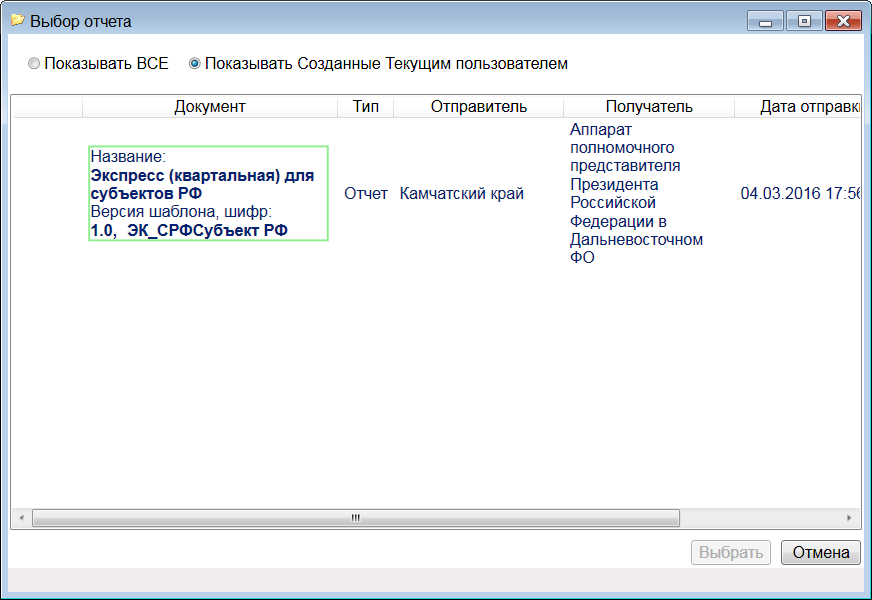 Выбор отчета
Показывать ВСЕ Показывать Созданные Текущим пользователем
Документ Тип Отправитель Получатель Дата отправк
Название:
Экспресс (квартальная) для
субъектов РФ
Версия шаблона, шифр:
1.0, ЭК_СРФСубъект РФ
Отчет
Камчатский край
Аппарат
полномочного
представителя
Президента
Российской
Федерации в
Дальневосточном
ФО
04.03.2016 17:56
Выбрать Отмена